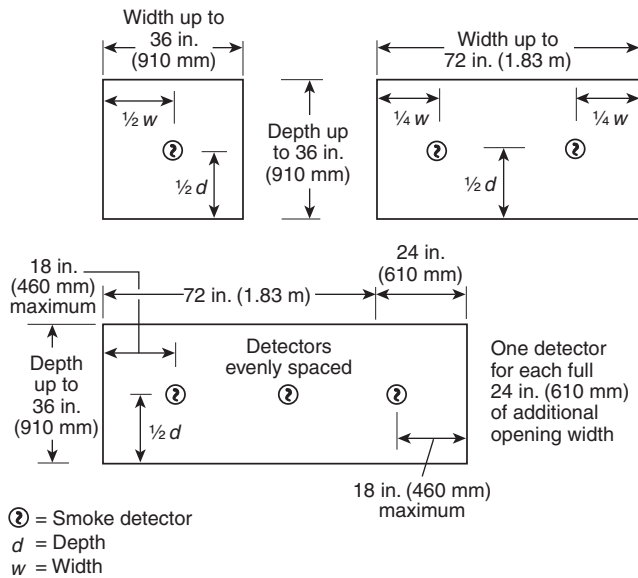 Width up to
36 in.
(910 mm)
Width up to
72 in. (1.83 m)
½ w
¼ w
¼ w
Depth up
to 36 in.
(910 mm)
½ d
½ d
18 in.
(460 mm)
maximum
72 in. (1.83 m)
24 in.
(610 mm)
Depth
up to
36 in.
(910 mm)
Detectors
evenly spaced
½ d
One detector
for each full
24 in. (610 mm)
of additional
opening width
18 in. (460 mm)
maximum
= Smoke detector
d = Depth
w = Width